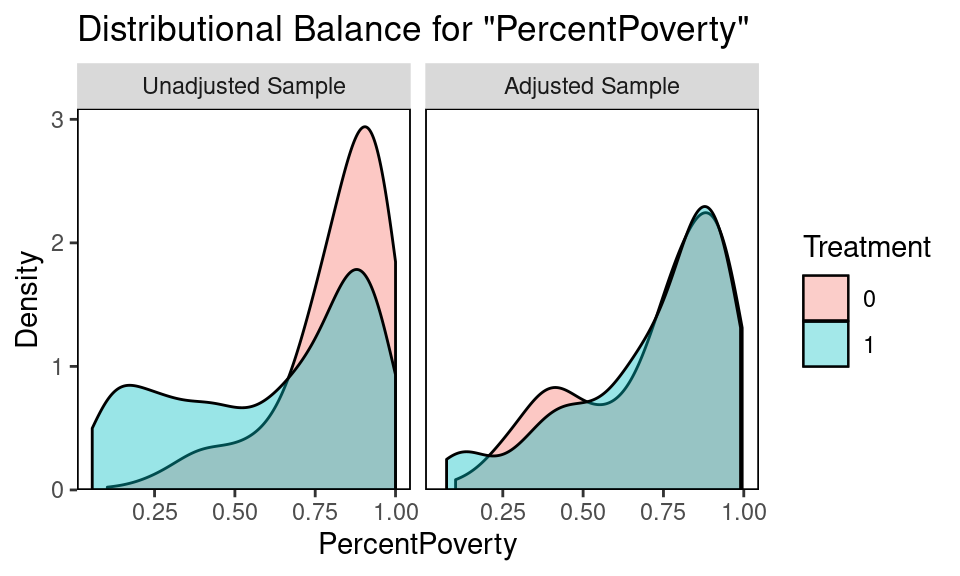 Distributional Balance for "PercentPoverty"
Unadjusted Sample
Adjusted Sample
3
2
1
0
Density
0.25 0.50 0.75 1.00
0.25 0.50 0.75 1.00
PercentPoverty
Treatment
0
1